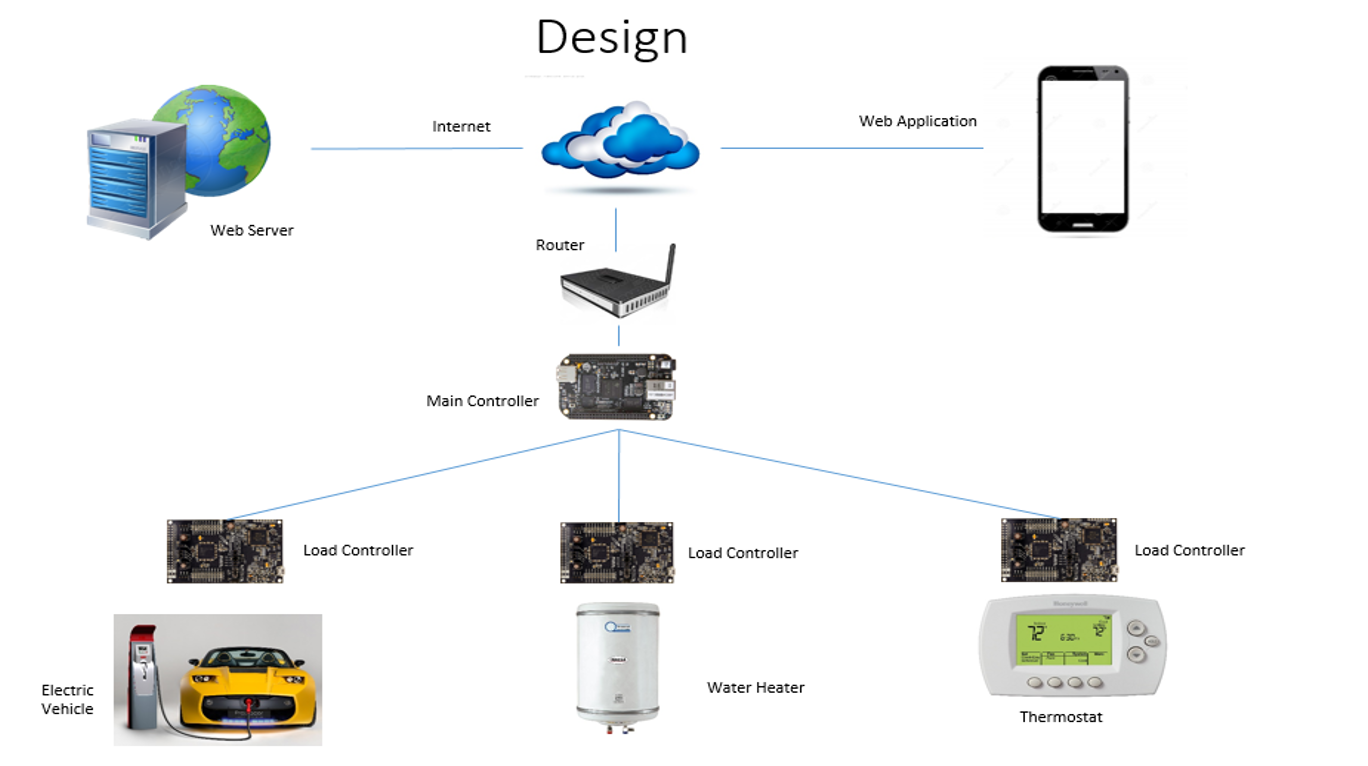 Design
Internet
Web Application
Web Server
Router
Main Controller
Load Controller
Load Controller
Load Controller
Honeywell
72
6:30
72
Electric
Vehicle
Water Heater
Thermostat